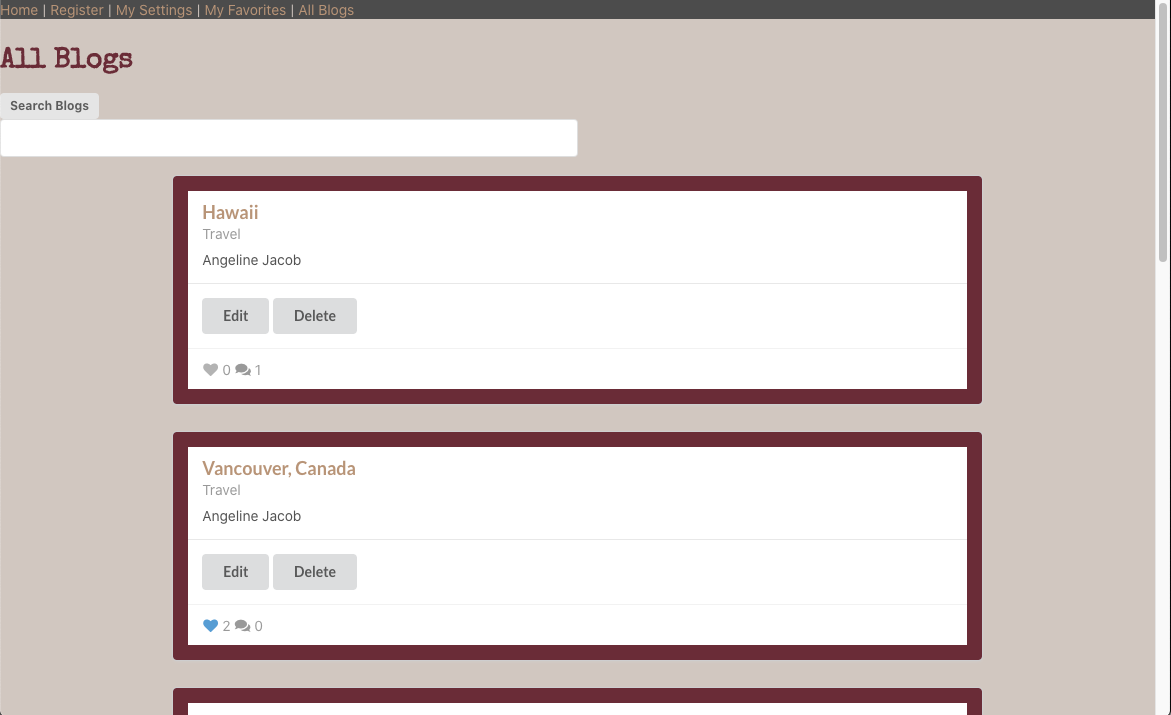 Home | Register | My Settings | My Favorites | All Blogs
All Blogs
Search Blogs
Hawaii
Travel
Angeline Jacob
Edit Delete
0 1
Vancouver, Canada
Travel
Angeline Jacob
Edit Delete
2 0